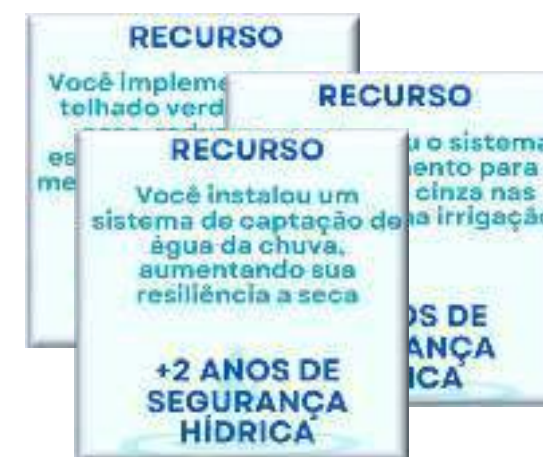 RECURSO
Você impleme
telhado verd
es
me
RECURSO
u o sistema
ento para
cinza nas
na irrigação
OS DE
ANÇA
ICA
RECURSO
Você instalou um
sistema de captação de
água da chuva,
aumentando sua
resiliência a seca
+2 ANOS DE
SEGURANÇA
HÍDRICA